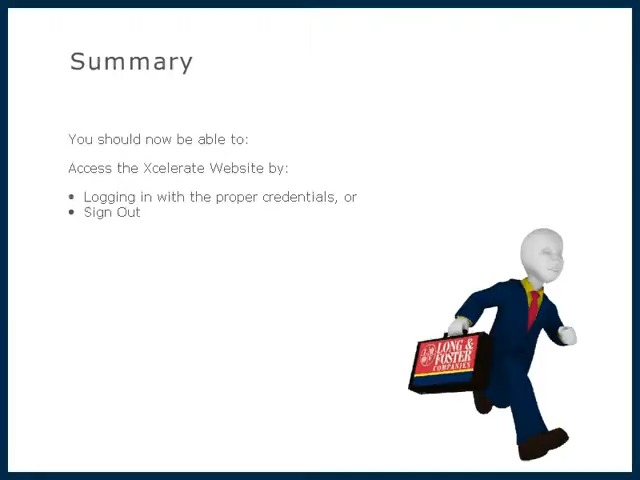 Summary
You should now be able to:
Access the Xcelerate Website by:
• Logging in with the proper credentials, or
• Sign Out
LONG &
FOSTER
COMPANIES